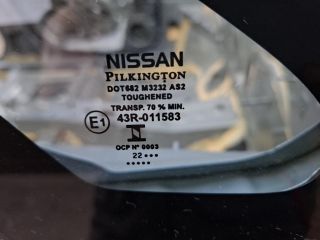 NISSAN
PILKINGTON
DOT682 M3232 AS2
TOUGHENED
TRANSP. 70 % MIN.
E1 43R-011583
OCP Nº 0003
22 •••
•••••